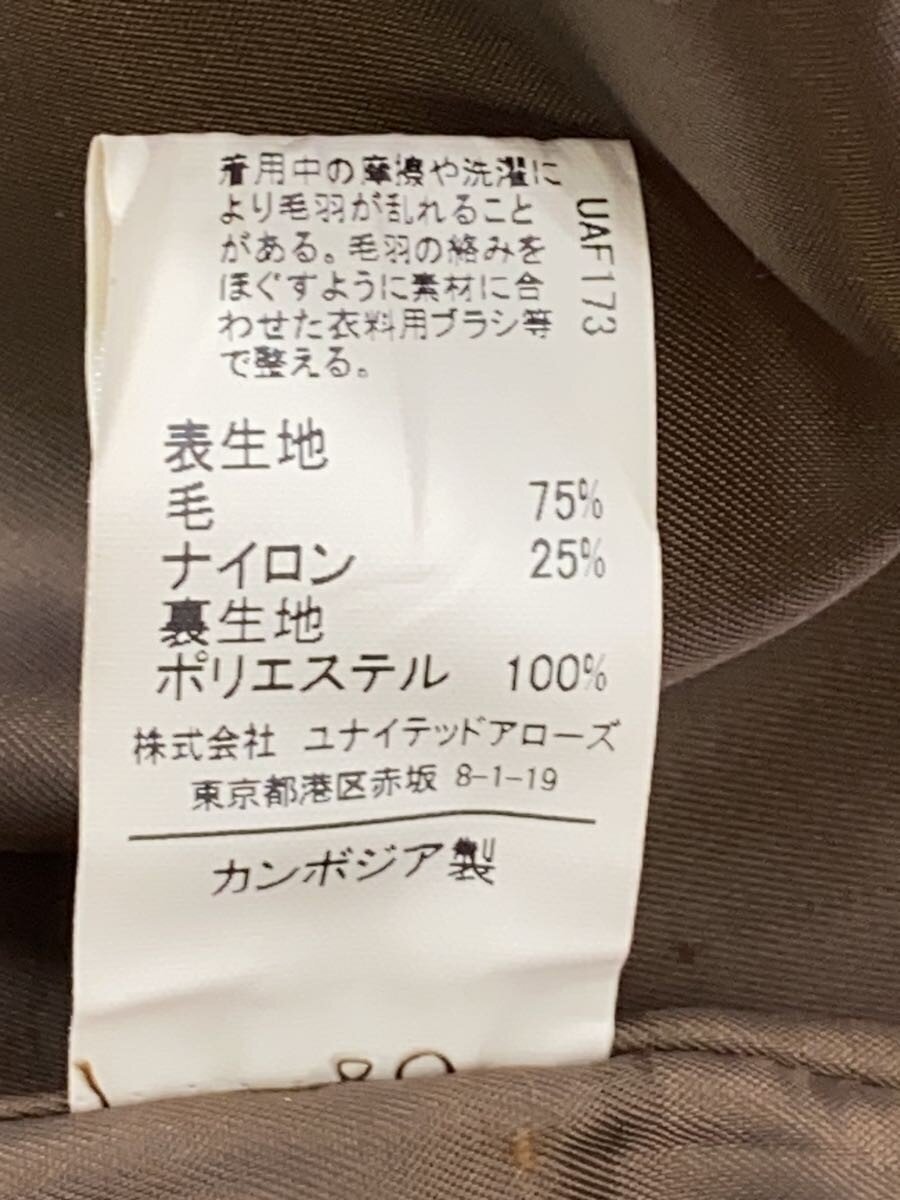 着用中の摩擦や洗濯に
より毛羽が乱れること
がある。毛羽の絡みを
ほぐすように素材に合
わせた衣料用ブラシ等
で整える。
UAF173
表生地
毛 75%
ナイロン 25%
裏生地
ポリエステル 100%
株式会社 ユナイテッドアローズ
東京都港区赤坂 8-1-19
カンボジア製U